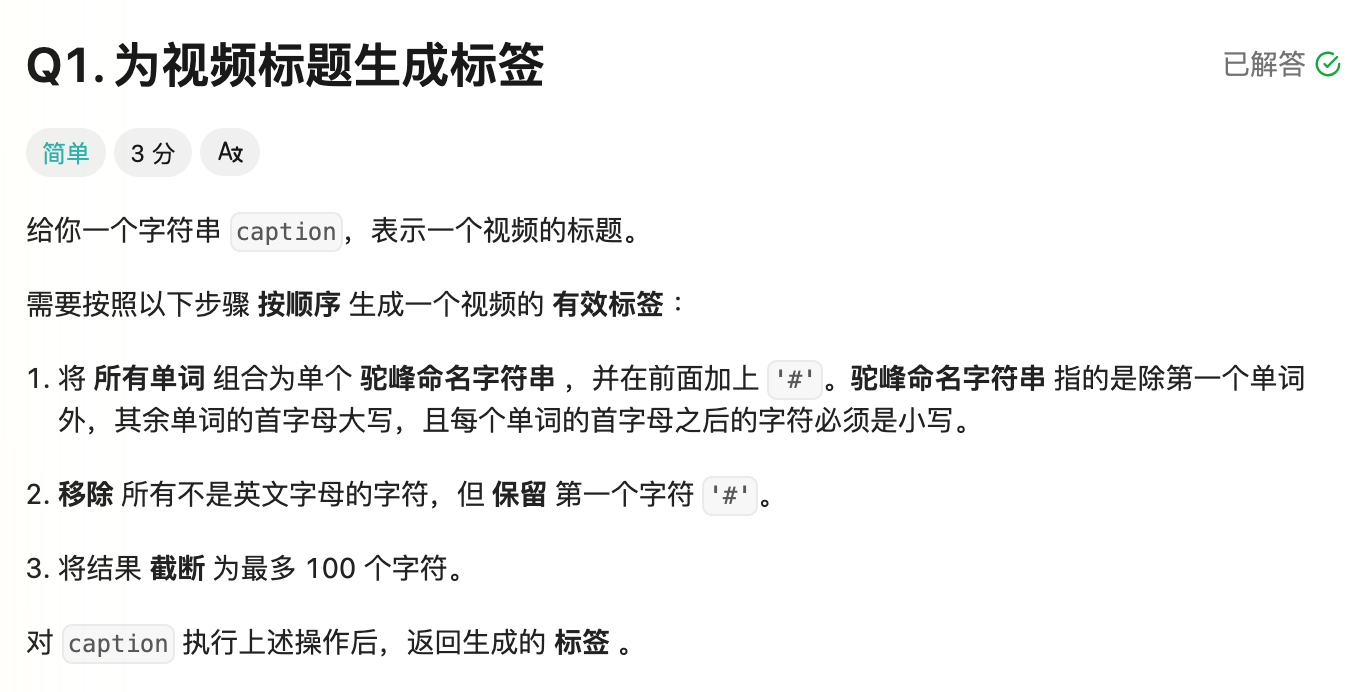 Q1. 为视频标题生成标签
已解答
简单
3 分
给你一个字符串 caption，表示一个视频的标题。
需要按照以下步骤 按顺序 生成一个视频的 有效标签：
1. 将 所有单词 组合为单个 驼峰命名字符串 ，并在前面加上 '#'。驼峰命名字符串 指的是除第一个单词
外，其余单词的首字母大写，且每个单词的首字母之后的字符必须是小写。
2. 移除 所有不是英文字母的字符，但 保留 第一个字符 '#'。
3. 将结果 截断 为最多 100 个字符。
对 caption 执行上述操作后，返回生成的 标签 。